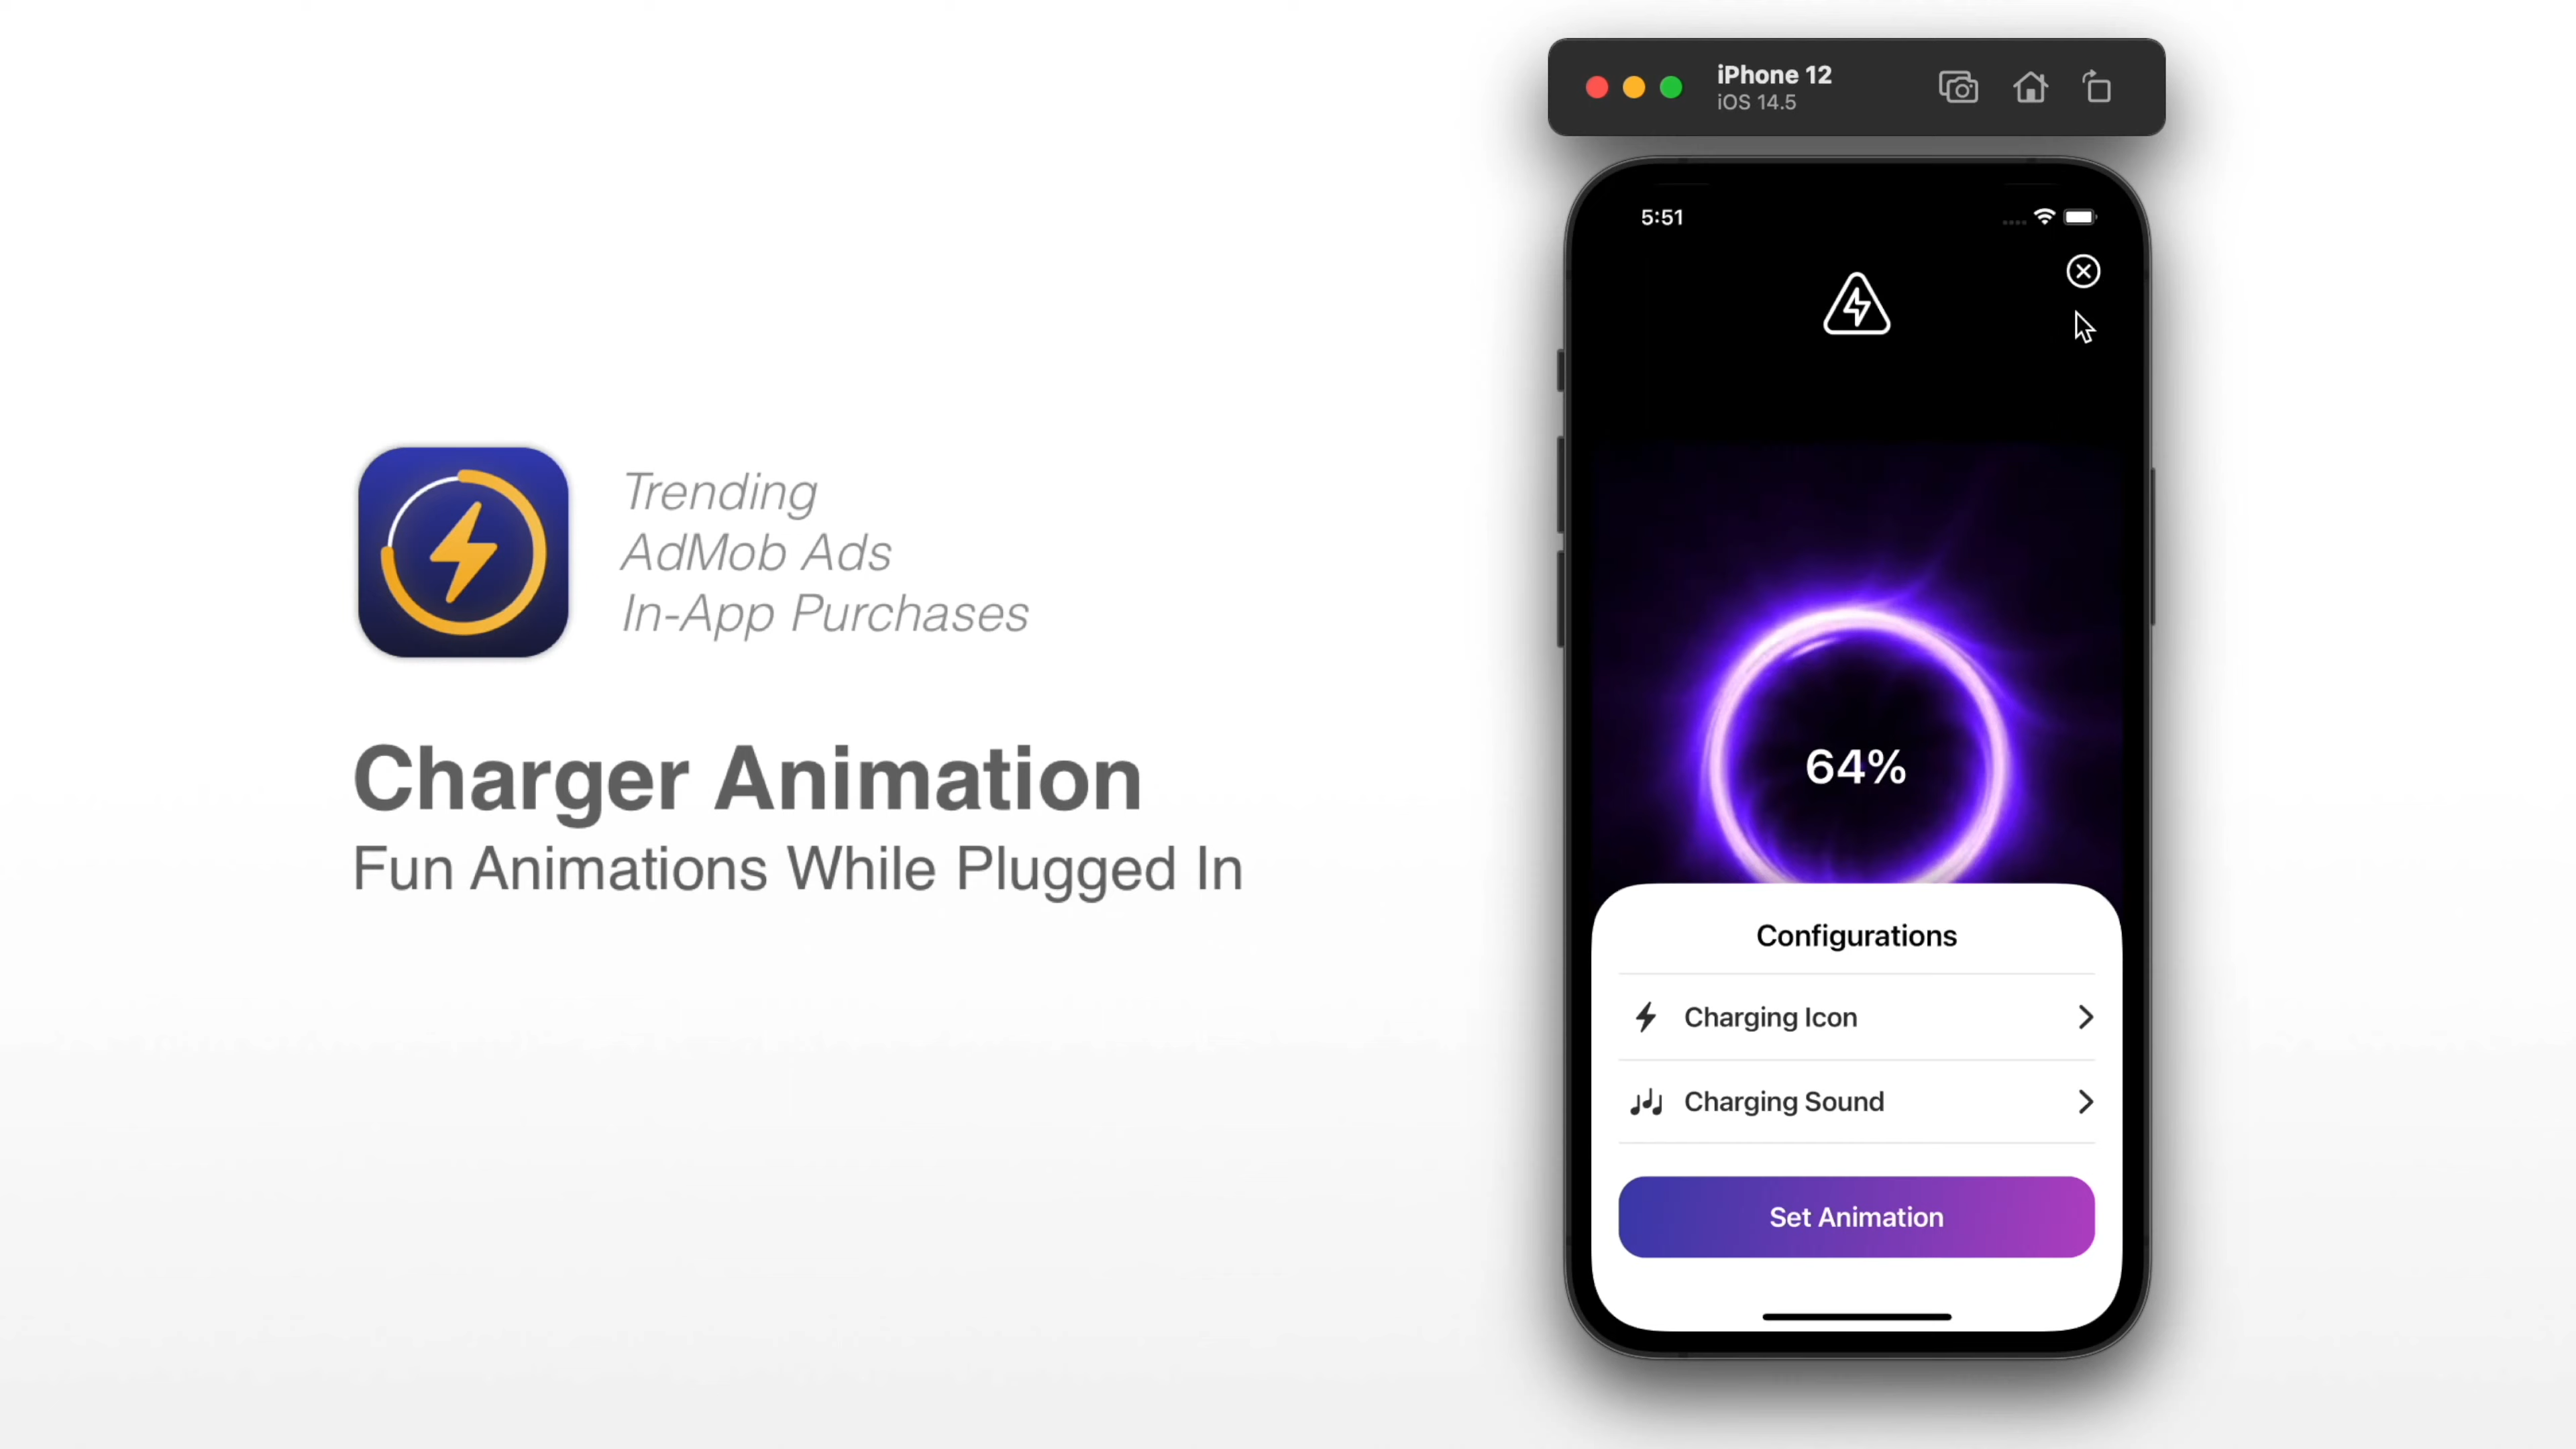 Trending
AdMob Ads
In-App Purchases
Charger Animation
Fun Animations While Plugged In
iPhone 12
iOS 14.5
5:51
64%
Configurations
Charging Icon
Charging Sound
Set Animation